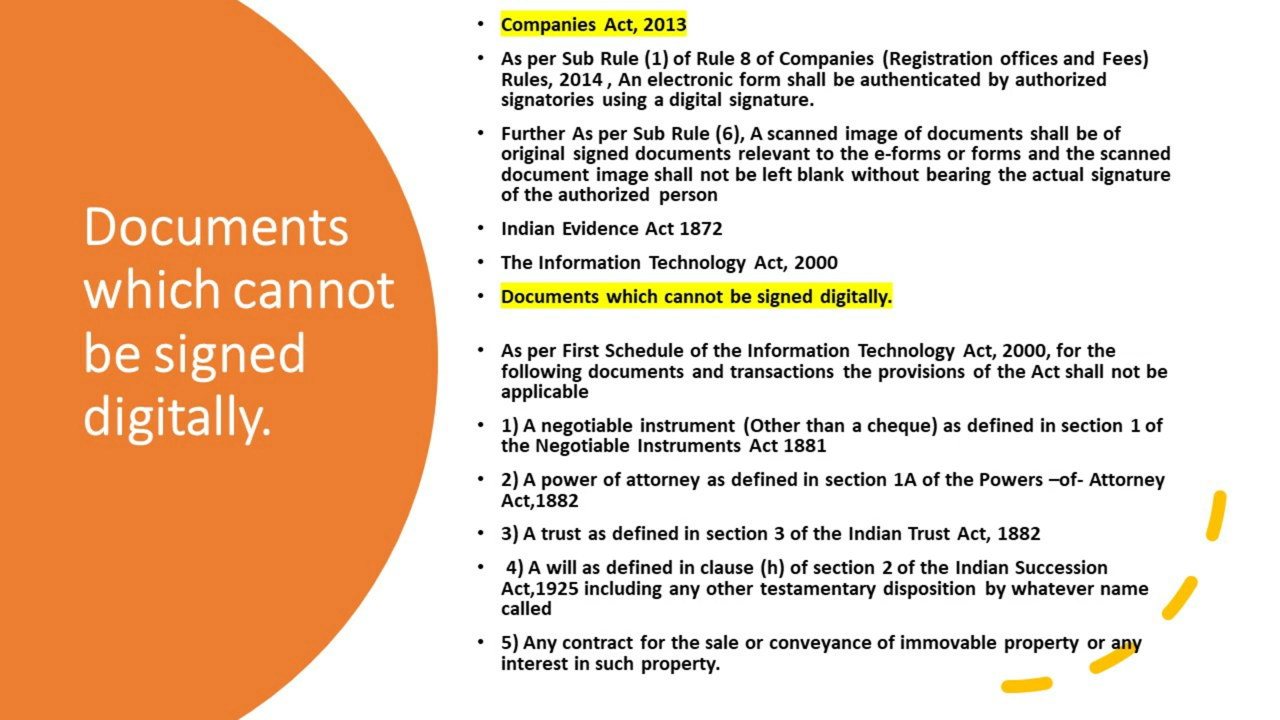 Documents
which cannot
be signed
digitally.
• Companies Act, 2013
• As per Sub Rule (1) of Rule 8 of Companies (Registration offices and Fees)
Rules, 2014 , An electronic form shall be authenticated by authorized
signatories using a digital signature.
• Further As per Sub Rule (6), A scanned image of documents shall be of
original signed documents relevant to the e-forms or forms and the scanned
document image shall not be left blank without bearing the actual signature
of the authorized person
• Indian Evidence Act 1872
• The Information Technology Act, 2000
• Documents which cannot be signed digitally.
• As per First Schedule of the Information Technology Act, 2000, for the
following documents and transactions the provisions of the Act shall not be
applicable
• 1) A negotiable instrument (Other than a cheque) as defined in section 1 of
the Negotiable Instruments Act 1881
• 2) A power of attorney as defined in section 1A of the Powers –of- Attorney
Act,1882
• 3) A trust as defined in section 3 of the Indian Trust Act, 1882
• 4) A will as defined in clause (h) of section 2 of the Indian Succession
Act,1925 including any other testamentary disposition by whatever name
called
• 5) Any contract for the sale or conveyance of immovable property or any
interest in such property.